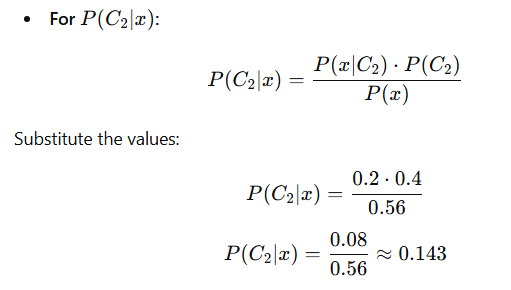 • For P(C₂|x):
P(C₂|x) = P(x|C₂) · P(C₂) / P(x)
Substitute the values:
P(C₂|x) = 0.2 · 0.4 / 0.56
P(C₂|x) = 0.08 / 0.56 ≈ 0.143